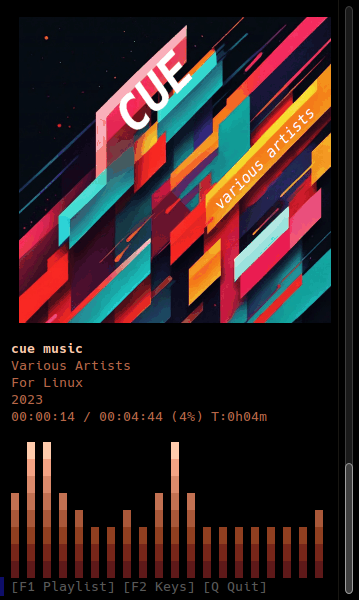 CUE
various artists
cue music
Various Artists
For Linux
2023
00:00:14 / 00:04:44 (4%) T:0h04m
[F1 Playlist] [F2 Keys] [Q Quit]